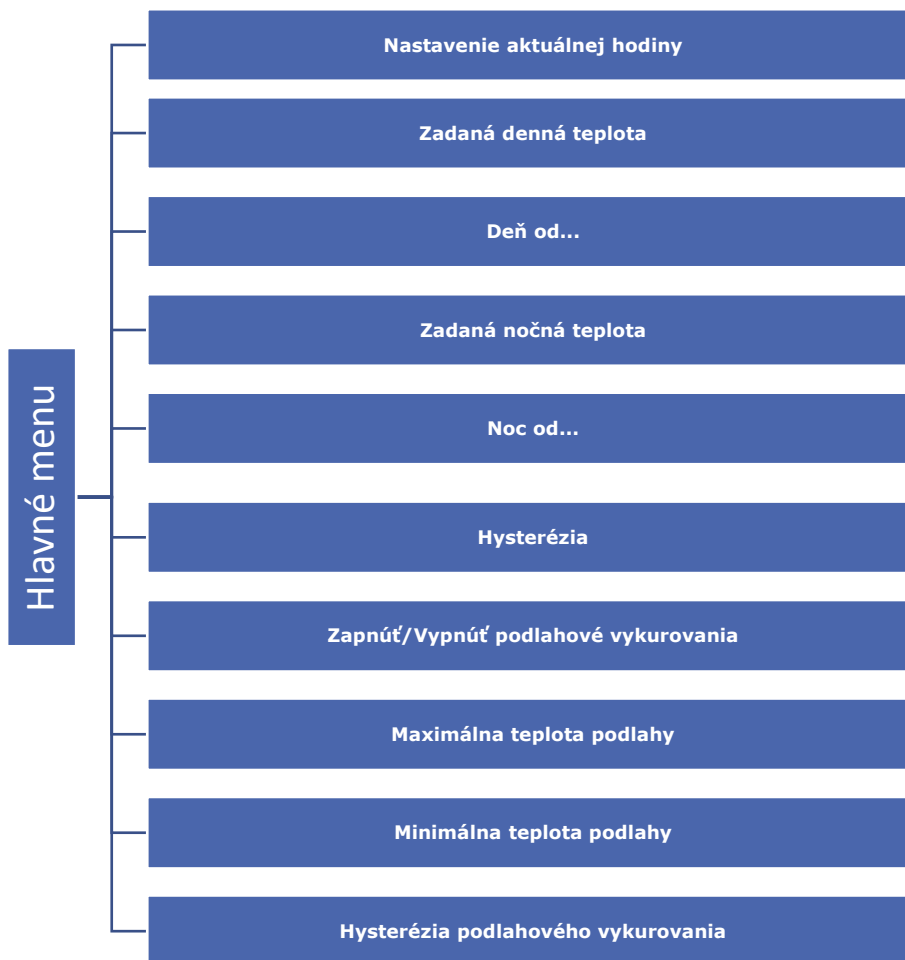 Hlavné menu
Nastavenie aktuálnej hodiny
Zadaná denná teplota
Deň od...
Zadaná nočná teplota
Noc od...
Hysterézia
Zapnúť/Vypnúť podlahové vykurovania
Maximálna teplota podlahy
Minimálna teplota podlahy
Hysterézia podlahového vykurovania